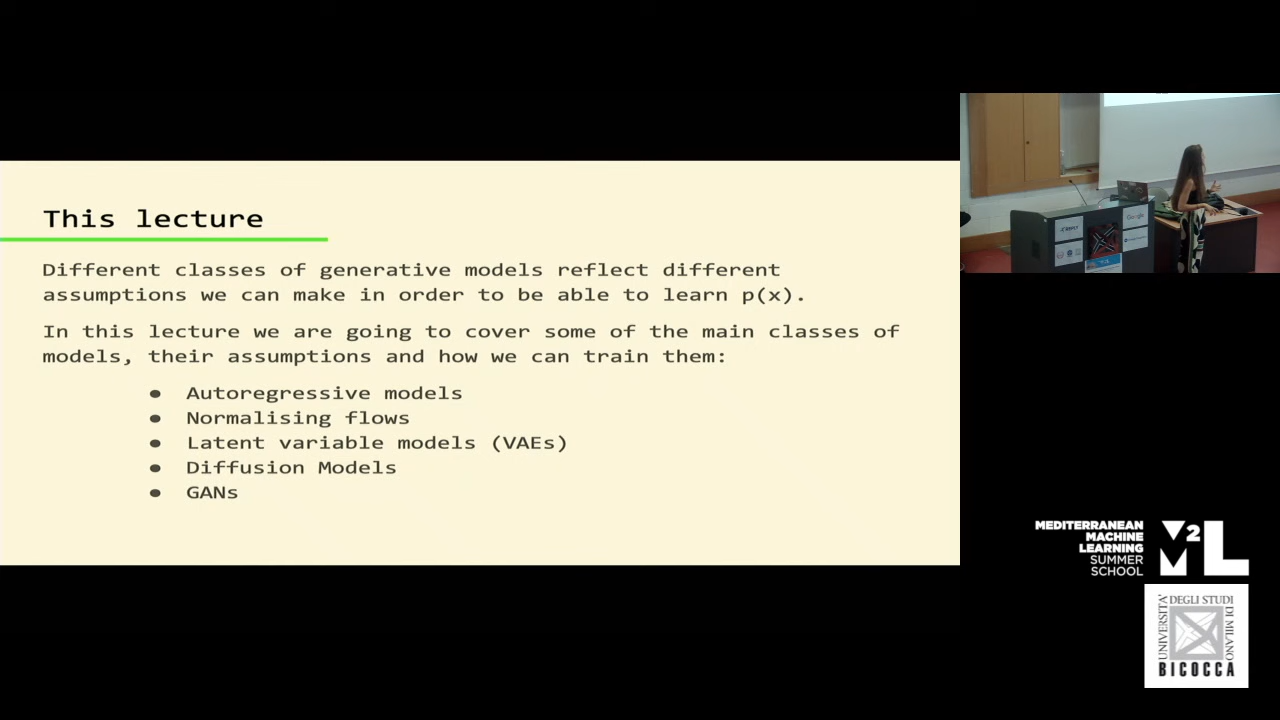 This lecture
Different classes of generative models reflect different
assumptions we can make in order to be able to learn p(x).
In this lecture we are going to cover some of the main classes of
models, their assumptions and how we can train them:
● Autoregressive models
● Normalising flows
● Latent variable models (VAEs)
● Diffusion Models
● GANs
Google
MEDITERRANEAN
MACHINE
LEARNING
SUMMER
SCHOOL
M2L
UNIVERSITÀ
DEGLI STUDI
DI MILANO
BICOCCA